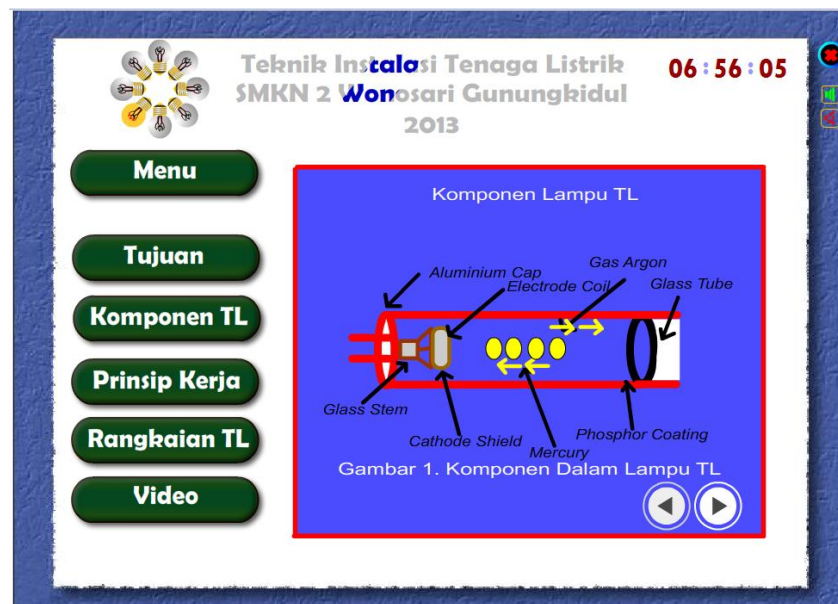 Teknik Instalasi Tenaga Listrik
SMKN 2 Wonosari Gunungkidul
2013
06:56:05
Menu
Tujuan
Komponen TL
Prinsip Kerja
Rangkaian TL
Video
Komponen Lampu TL
Gas Argon
Aluminium Cap
Electrode Coil
Glass Tube
Glass Stem
Cathode Shield
Mercury
Phosphor Coating
Gambar 1. Komponen Dalam Lampu TL